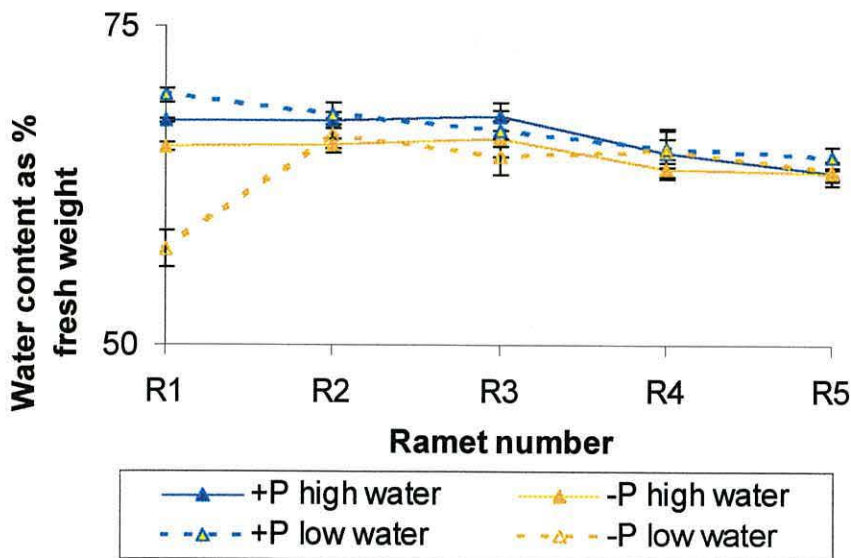 75
50
Water content as %
fresh weight
R1 R2 R3 R4 R5
Ramet number
+P high water -P high water
+P low water -P low water